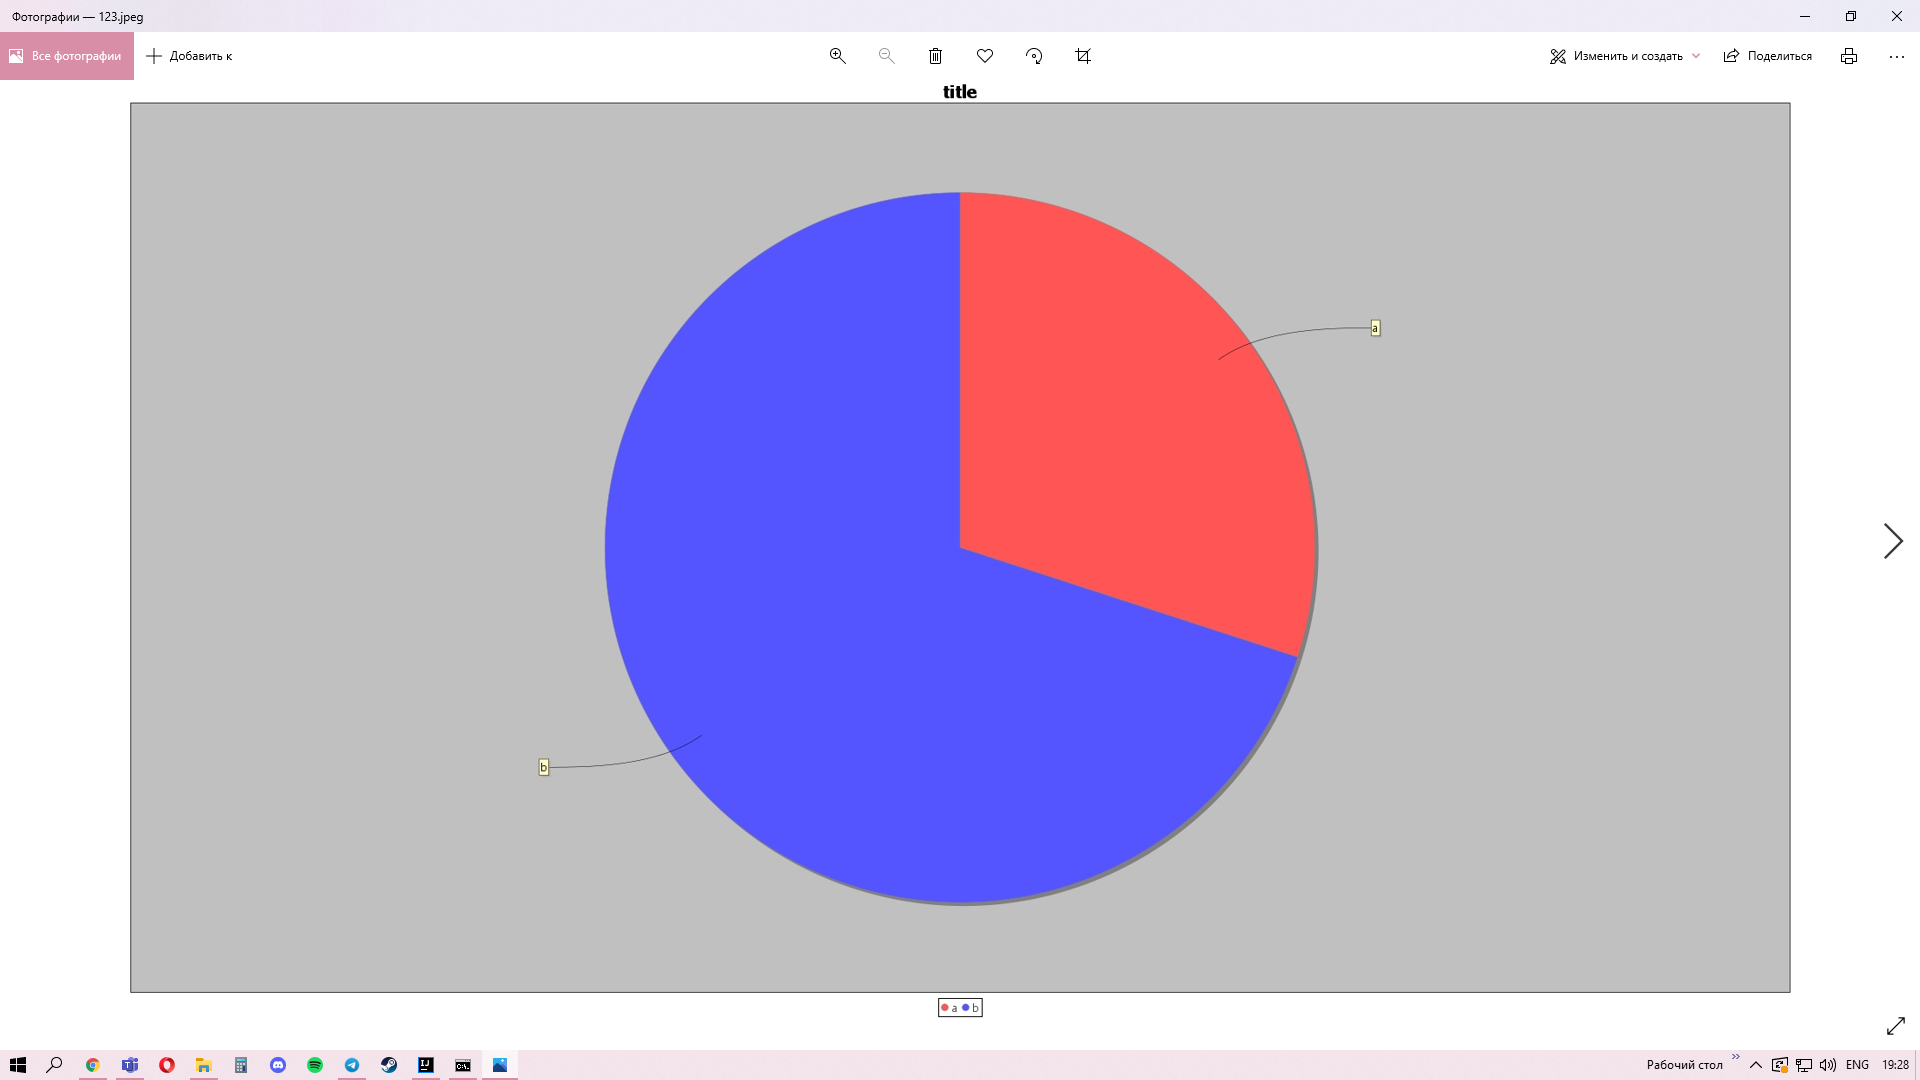 Фотографии — 123.jpeg
Все фотографии
Добавить к
Изменить и создать
Поделиться
title
a
b
a b
Рабочий стол
ENG
19:28